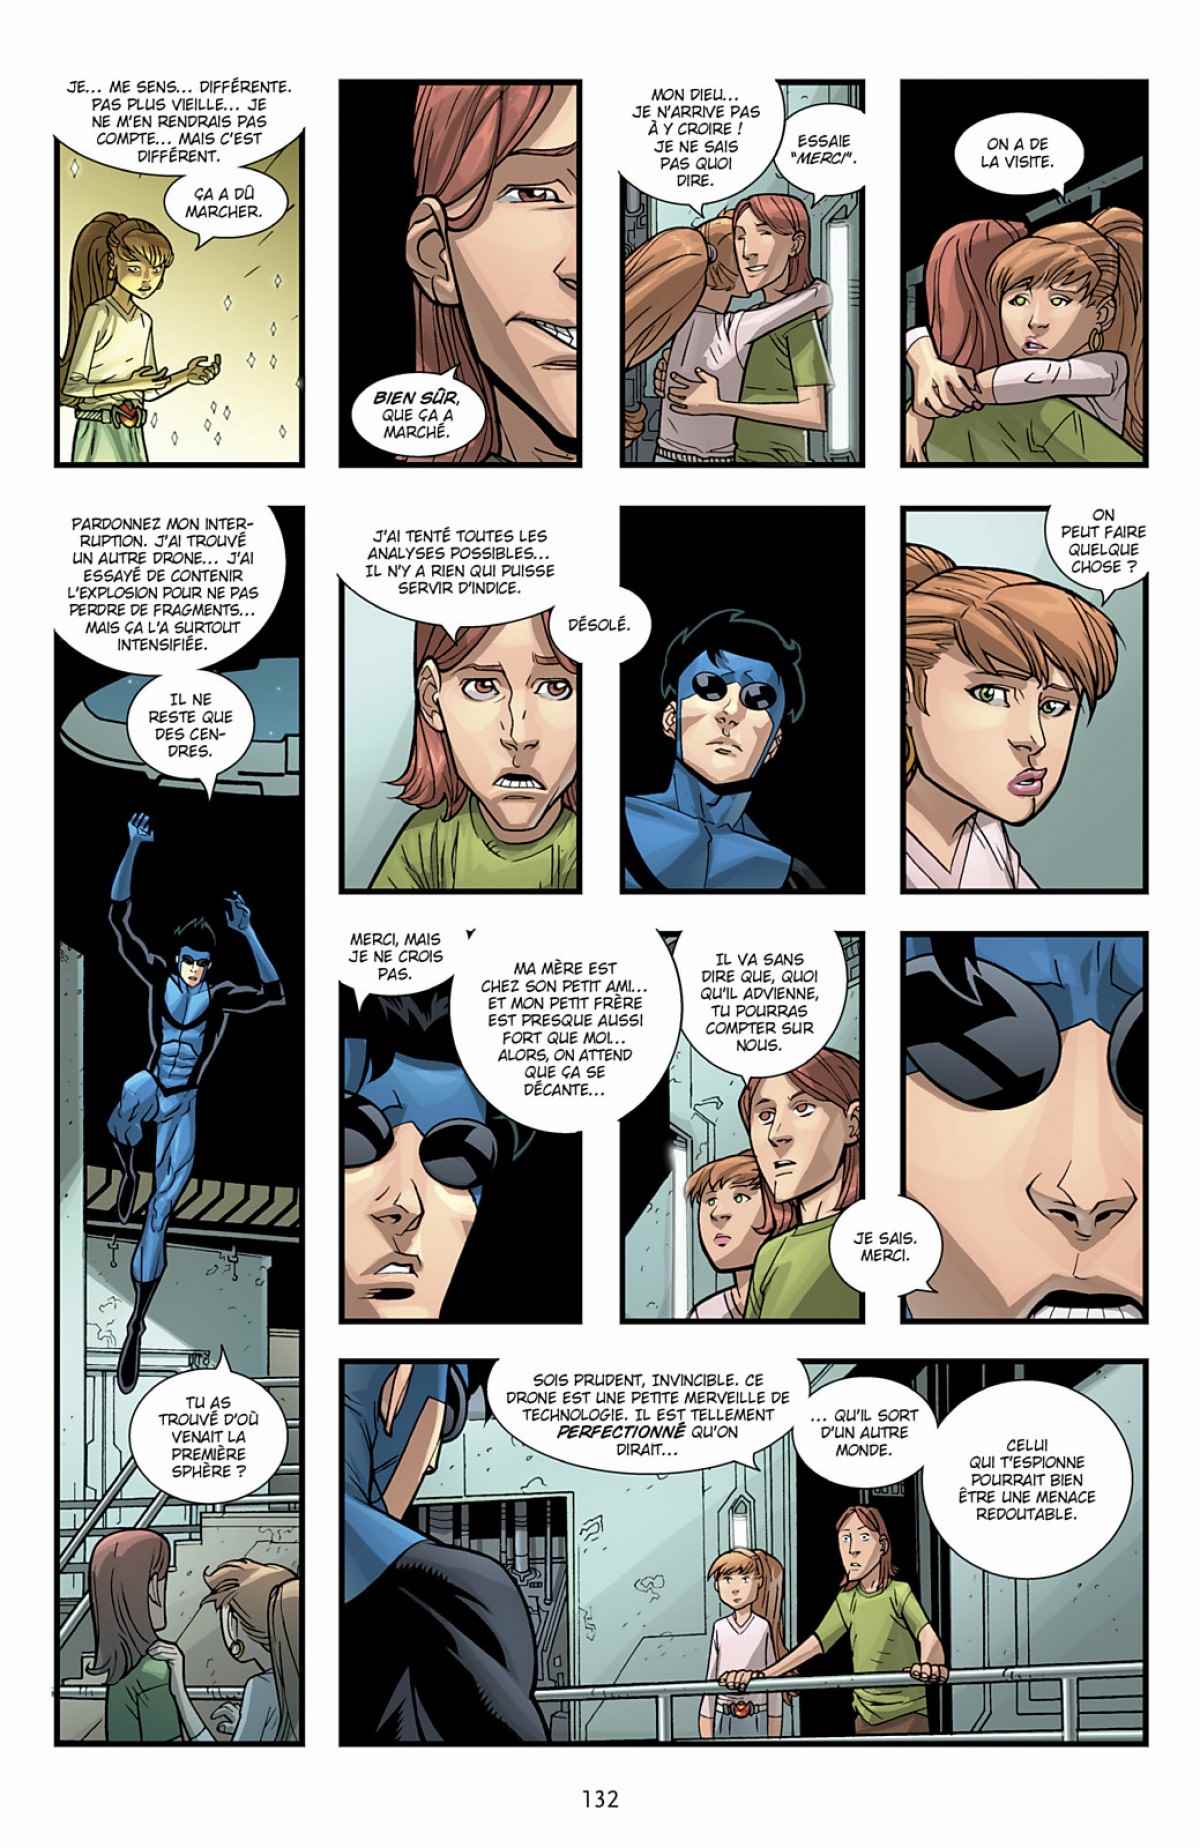 JE... ME SENS... DIFFÉRENTE.
PAS PLUS VIEILLE... JE
NE M'EN RENDRAIS PAS
COMPTE... MAIS C'EST
DIFFÉRENT.
ÇA A DÛ
MARCHER.
BIEN SÛR,
QUE ÇA A
MARCHÉ.
MON DIEU...
JE N'ARRIVE PAS
À Y CROIRE !
JE NE SAIS
PAS QUOI
DIRE.
ESSAIE
"MERCI".
ON A DE
LA VISITE.
PARDONNEZ MON INTER-
RUPTION. J'AI TROUVÉ
UN AUTRE DRONE... J'AI
ESSAYÉ DE CONTENIR
L'EXPLOSION POUR NE PAS
PERDRE DE FRAGMENTS...
MAIS ÇA L'A SURTOUT
INTENSIFIÉE.
IL NE
RESTE QUE
DES CEN-
DRES.
TU AS
TROUVÉ D'OÙ
VENAIT LA
PREMIÈRE
SPHÈRE ?
J'AI TENTÉ TOUTES LES
ANALYSES POSSIBLES...
IL N'Y A RIEN QUI PUISSE
SERVIR D'INDICE.
DÉSOLÉ.
ON
PEUT FAIRE
QUELQUE
CHOSE ?
MERCI, MAIS
JE NE CROIS
PAS.
MA MÈRE EST
CHEZ SON PETIT AMI...
ET MON PETIT FRÈRE
EST PRESQUE AUSSI
FORT QUE MOI...
ALORS, ON ATTEND
QUE ÇA SE
DÉCANTE...
IL VA SANS
DIRE QUE, QUOI
QU'IL ADVIENNE,
TU POURRAS
COMPTER SUR
NOUS.
JE SAIS.
MERCI.
SOIS PRUDENT, INVINCIBLE. CE
DRONE EST UNE PETITE MERVEILLE DE
TECHNOLOGIE. IL EST TELLEMENT
PERFECTIONNÉ QU'ON
DIRAIT...
... QU'IL SORT
D'UN AUTRE
MONDE.
CELUI
QUI T'ESPIONNE
POURRAIT BIEN
ÊTRE UNE MENACE
REDOUTABLE.
132